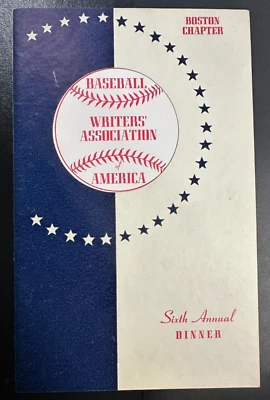 BOSTON
CHAPTER
BASEBALL
WRITERS' ASSOCIATION
of
AMERICA
Sixth Annual
DINNER